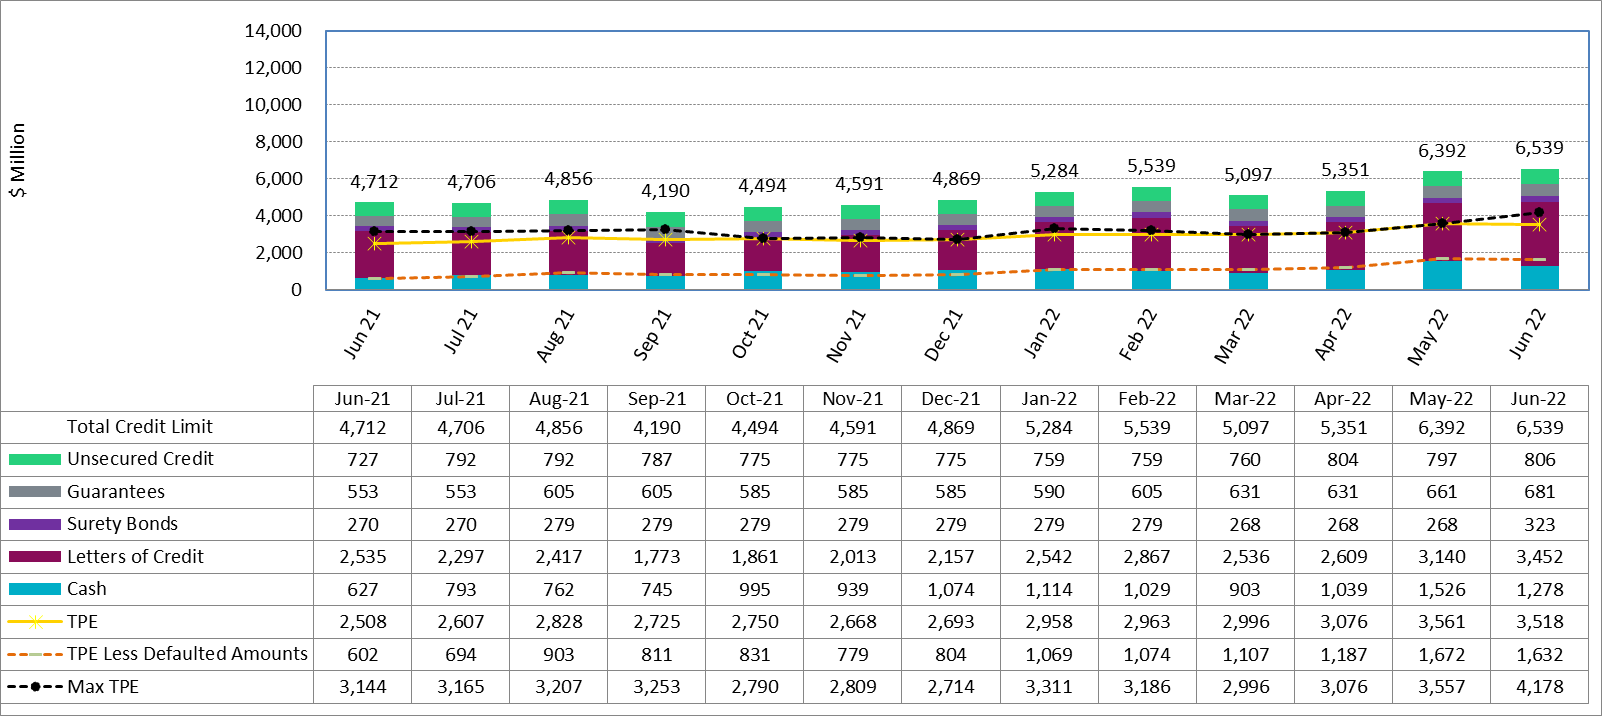 14,000
12,000
10,000
8,000
6,000
4,000
2,000
0
$ Million
4,712 4,706 4,856 4,190 4,494 4,591 4,869 5,284 5,539 5,097 5,351 6,392 6,539
Jun 21 Jul 21 Aug 21 Sep 21 Oct 21 Nov 21 Dec 21 Jan 22 Feb 22 Mar 22 Apr 22 May 22 Jun 22
Jun-21 Jul-21 Aug-21 Sep-21 Oct-21 Nov-21 Dec-21 Jan-22 Feb-22 Mar-22 Apr-22 May-22 Jun-22
Total Credit Limit 4,712 4,706 4,856 4,190 4,494 4,591 4,869 5,284 5,539 5,097 5,351 6,392 6,539
Unsecured Credit 727 792 792 787 775 775 775 759 759 760 804 797 806
Guarantees 553 553 605 605 585 585 585 590 605 631 631 661 681
Surety Bonds 270 270 279 279 279 279 279 279 279 268 268 268 323
Letters of Credit 2,535 2,297 2,417 1,773 1,861 2,013 2,157 2,542 2,867 2,536 2,609 3,140 3,452
Cash 627 793 762 745 995 939 1,074 1,114 1,029 903 1,039 1,526 1,278
TPE 2,508 2,607 2,828 2,725 2,750 2,668 2,693 2,958 2,963 2,996 3,076 3,561 3,518
TPE Less Defaulted Amounts 602 694 903 811 831 779 804 1,069 1,074 1,107 1,187 1,672 1,632
Max TPE 3,144 3,165 3,207 3,253 2,790 2,809 2,714 3,311 3,186 2,996 3,076 3,557 4,178